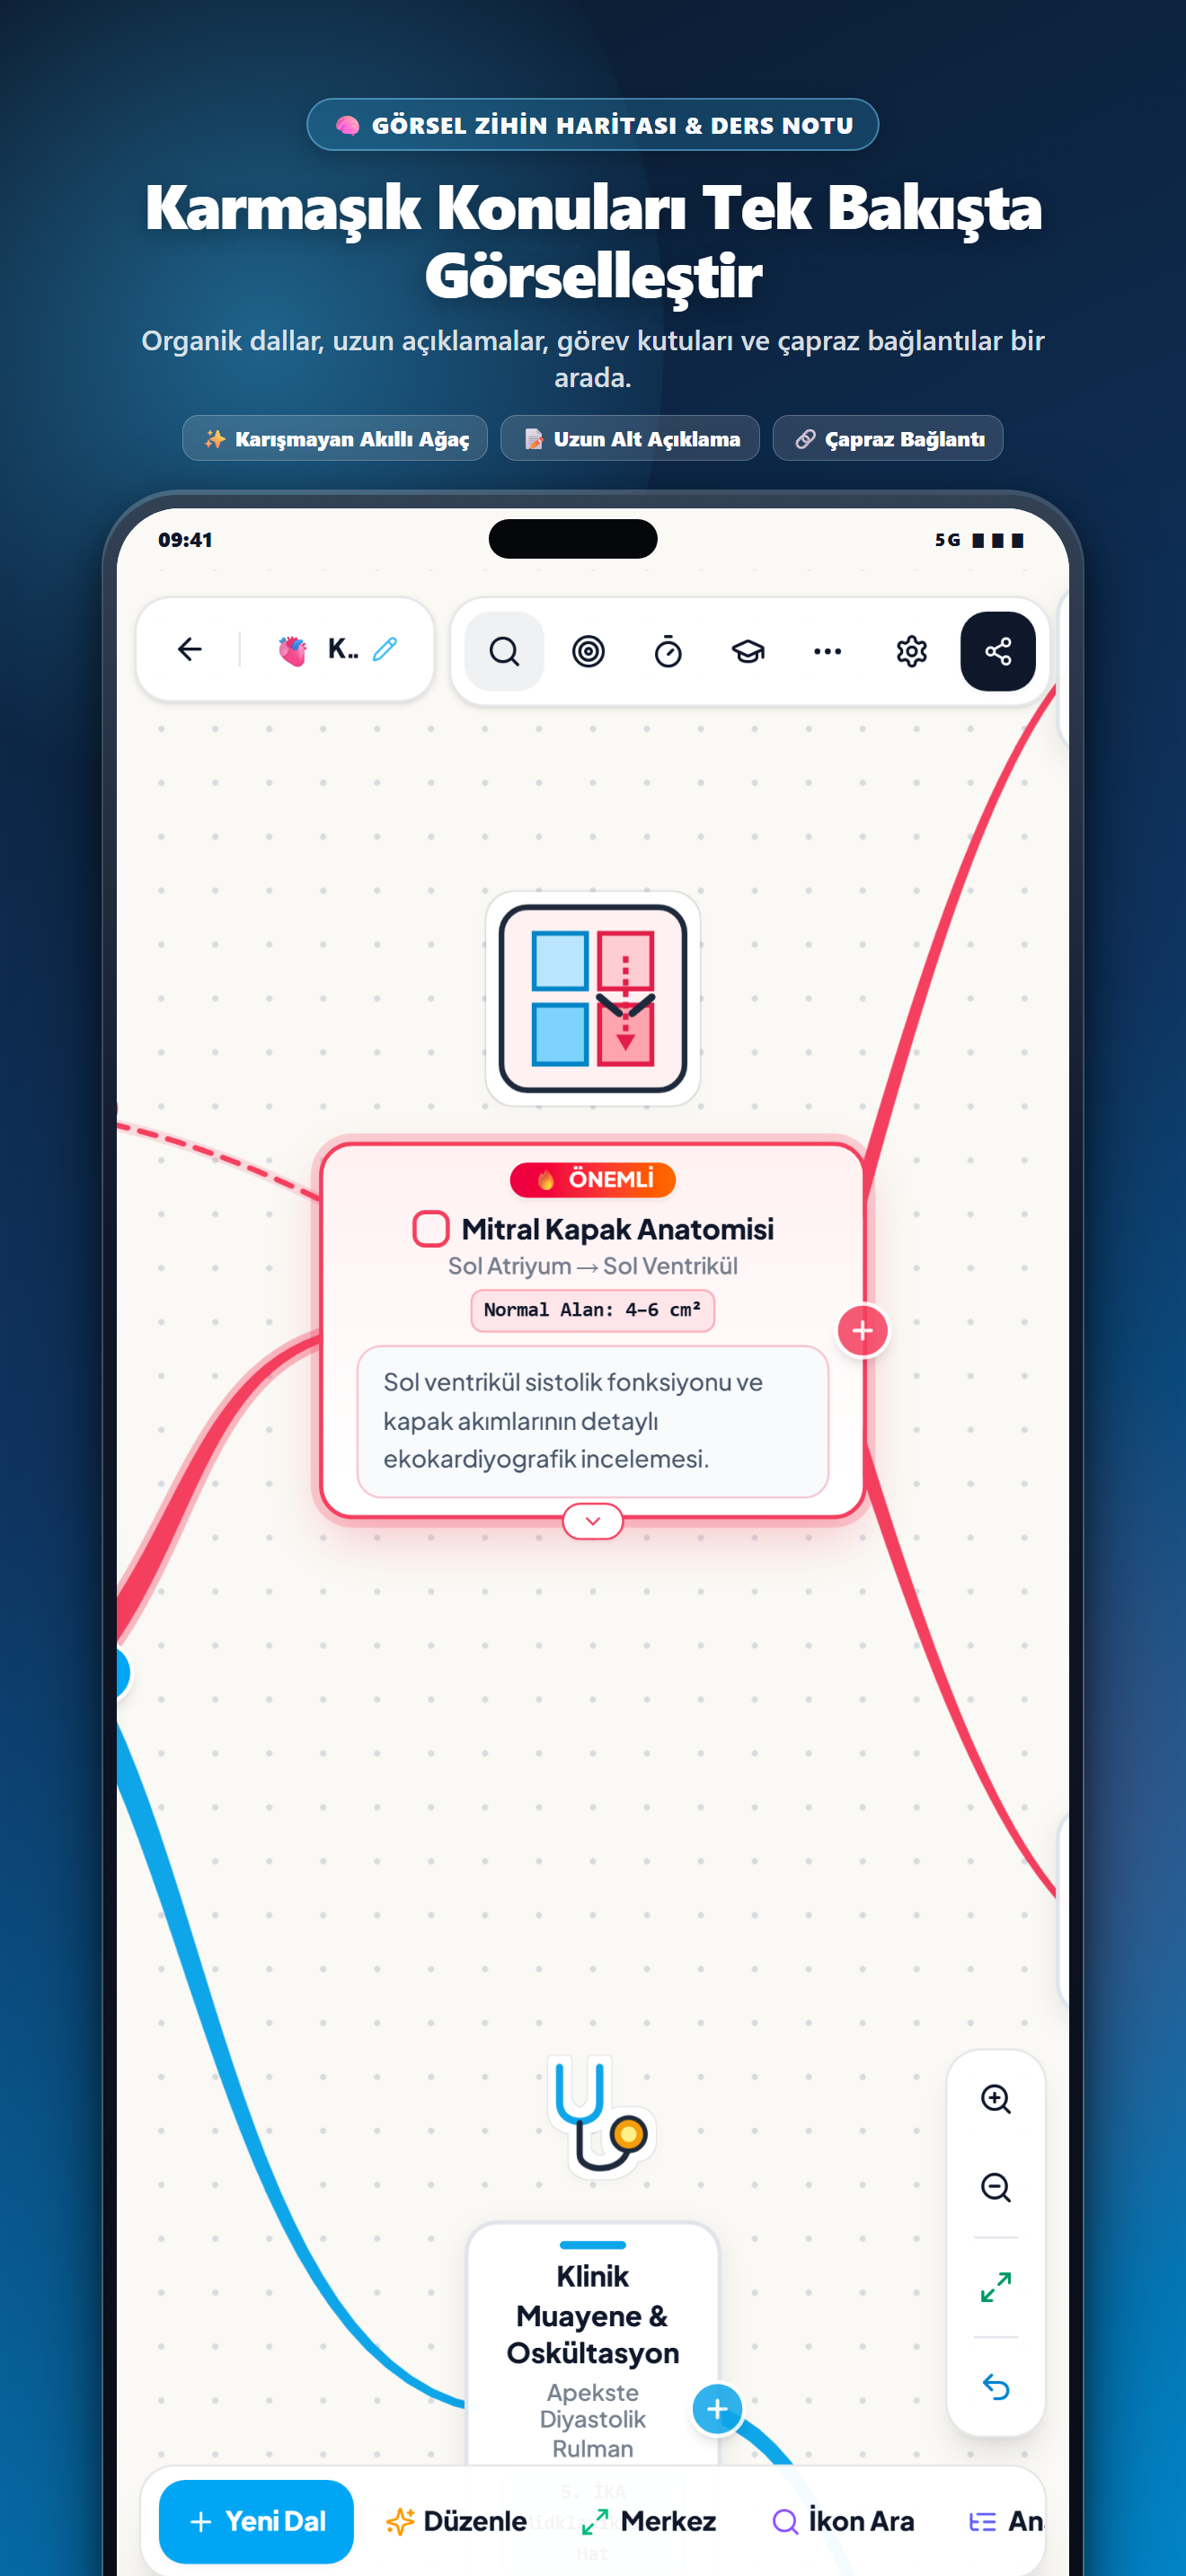 GÖRSEL ZİHİN HARİTASI & DERS NOTU
Karmaşık Konuları Tek Bakışta
Görselleştir
Organik dallar, uzun açıklamalar, görev kutuları ve çapraz bağlantılar bir
arada.
Karışmayan Akıllı Ağaç
Uzun Alt Açıklama
Çapraz Bağlantı
09:41
5G
K..
ÖNEMLİ
Mitral Kapak Anatomisi
Sol Atriyum → Sol Ventrikül
Normal Alan: 4–6 cm²
Sol ventrikül sistolik fonksiyonu ve
kapak akımlarının detaylı
ekokardiyografik incelemesi.
Klinik
Muayene &
Oskültasyon
Apekste
Diyastolik
Rulman
5. İKA
Hat
+ Yeni Dal
Düzenle
Merkez
İkon Ara
An